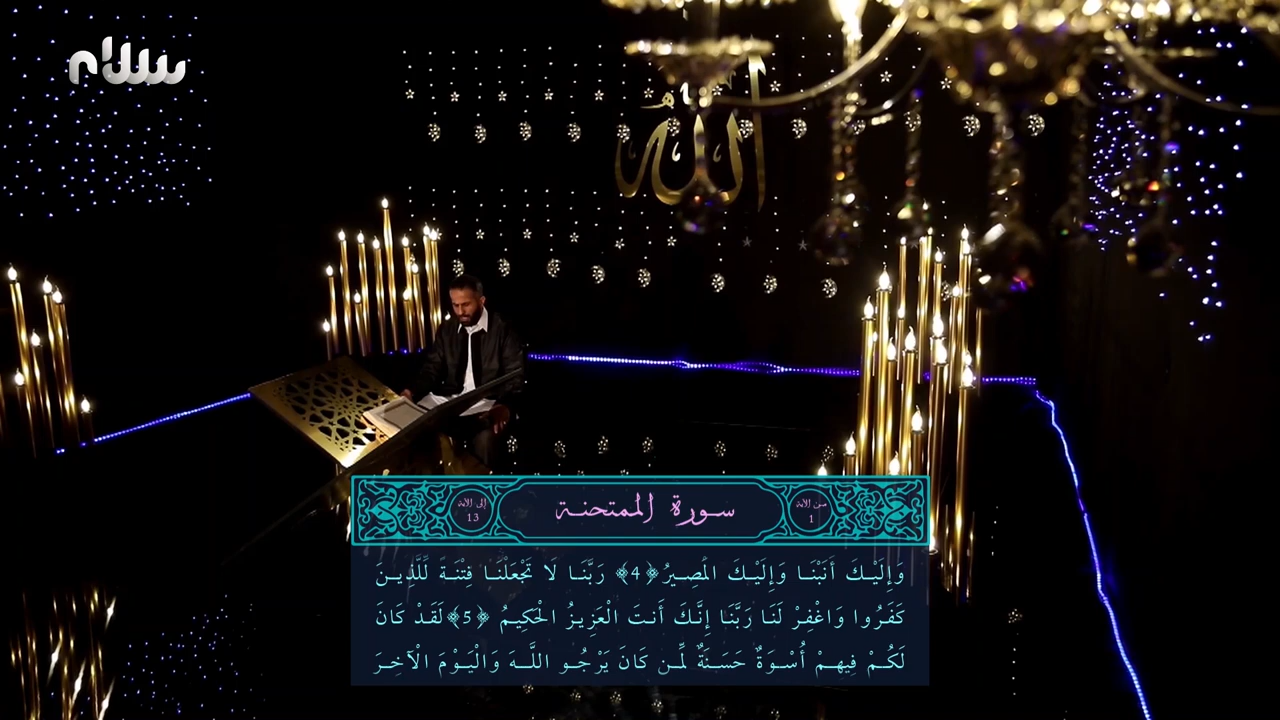 سلام
الله
إلى الآية
13
سورة الممتحنة
من الآية
1
وَإِلَيْكَ أَنَبْنَا وَإِلَيْكَ الْمَصِيرُ ﴿4﴾ رَبَّنَا لَا تَجْعَلْنَا فِتْنَةً لِّلَّذِينَ
كَفَرُوا وَاغْفِرْ لَنَا رَبَّنَا إِنَّكَ أَنتَ الْعَزِيزُ الْحَكِيمُ ﴿5﴾ لَقَدْ كَانَ
لَكُمْ فِيهِمْ أُسْوَةٌ حَسَنَةٌ لِّمَن كَانَ يَرْجُو اللَّهَ وَالْيَوْمَ الْآخِرَ